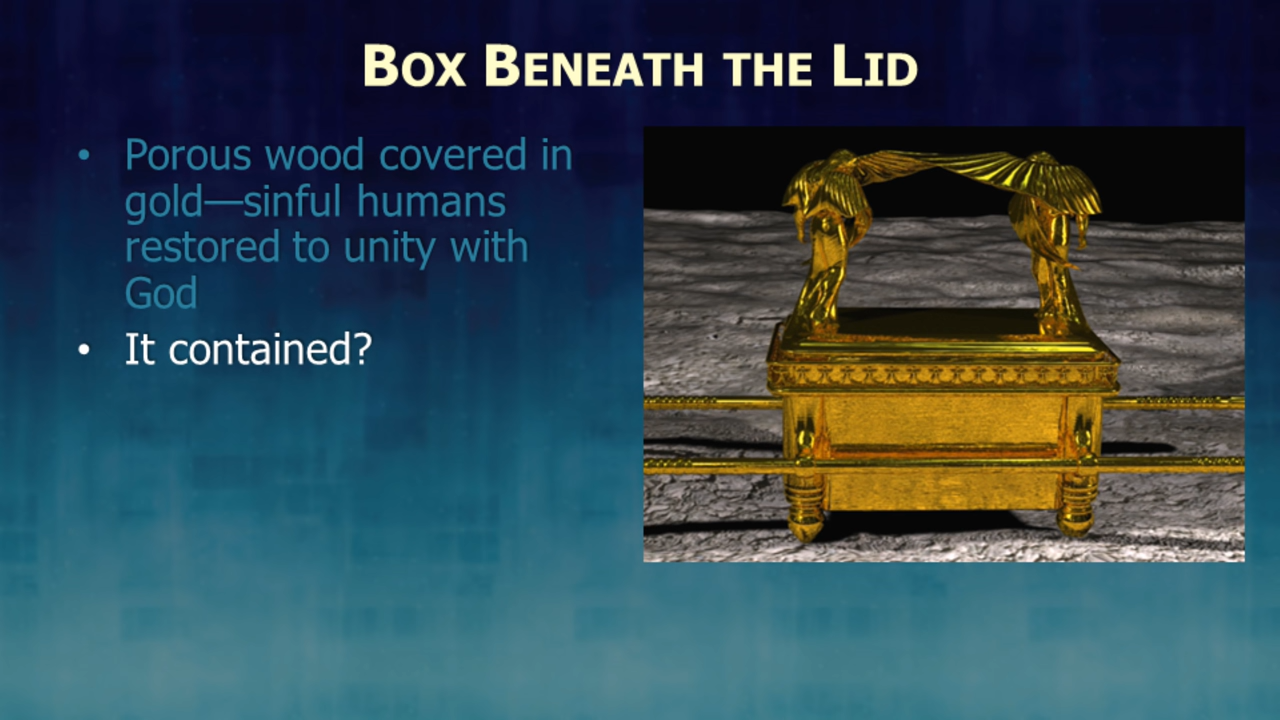 Box Beneath the Lid
• Porous wood covered in
gold—sinful humans
restored to unity with
God
• It contained?